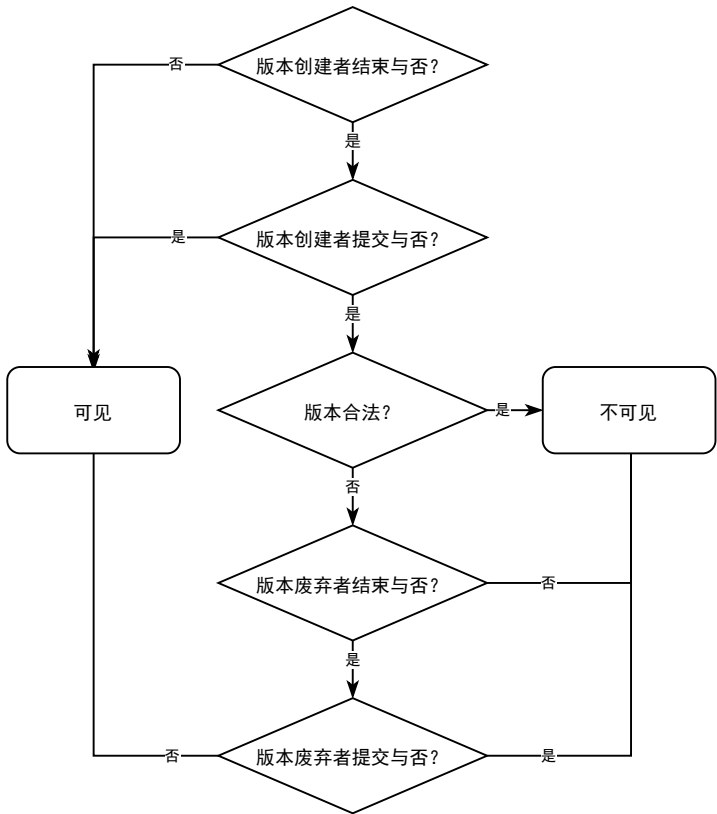 版本创建者结束与否?
否
是
版本创建者提交与否?
是
是
可见
版本合法?
是
不可见
否
版本废弃者结束与否?
否
是
版本废弃者提交与否?
否
是